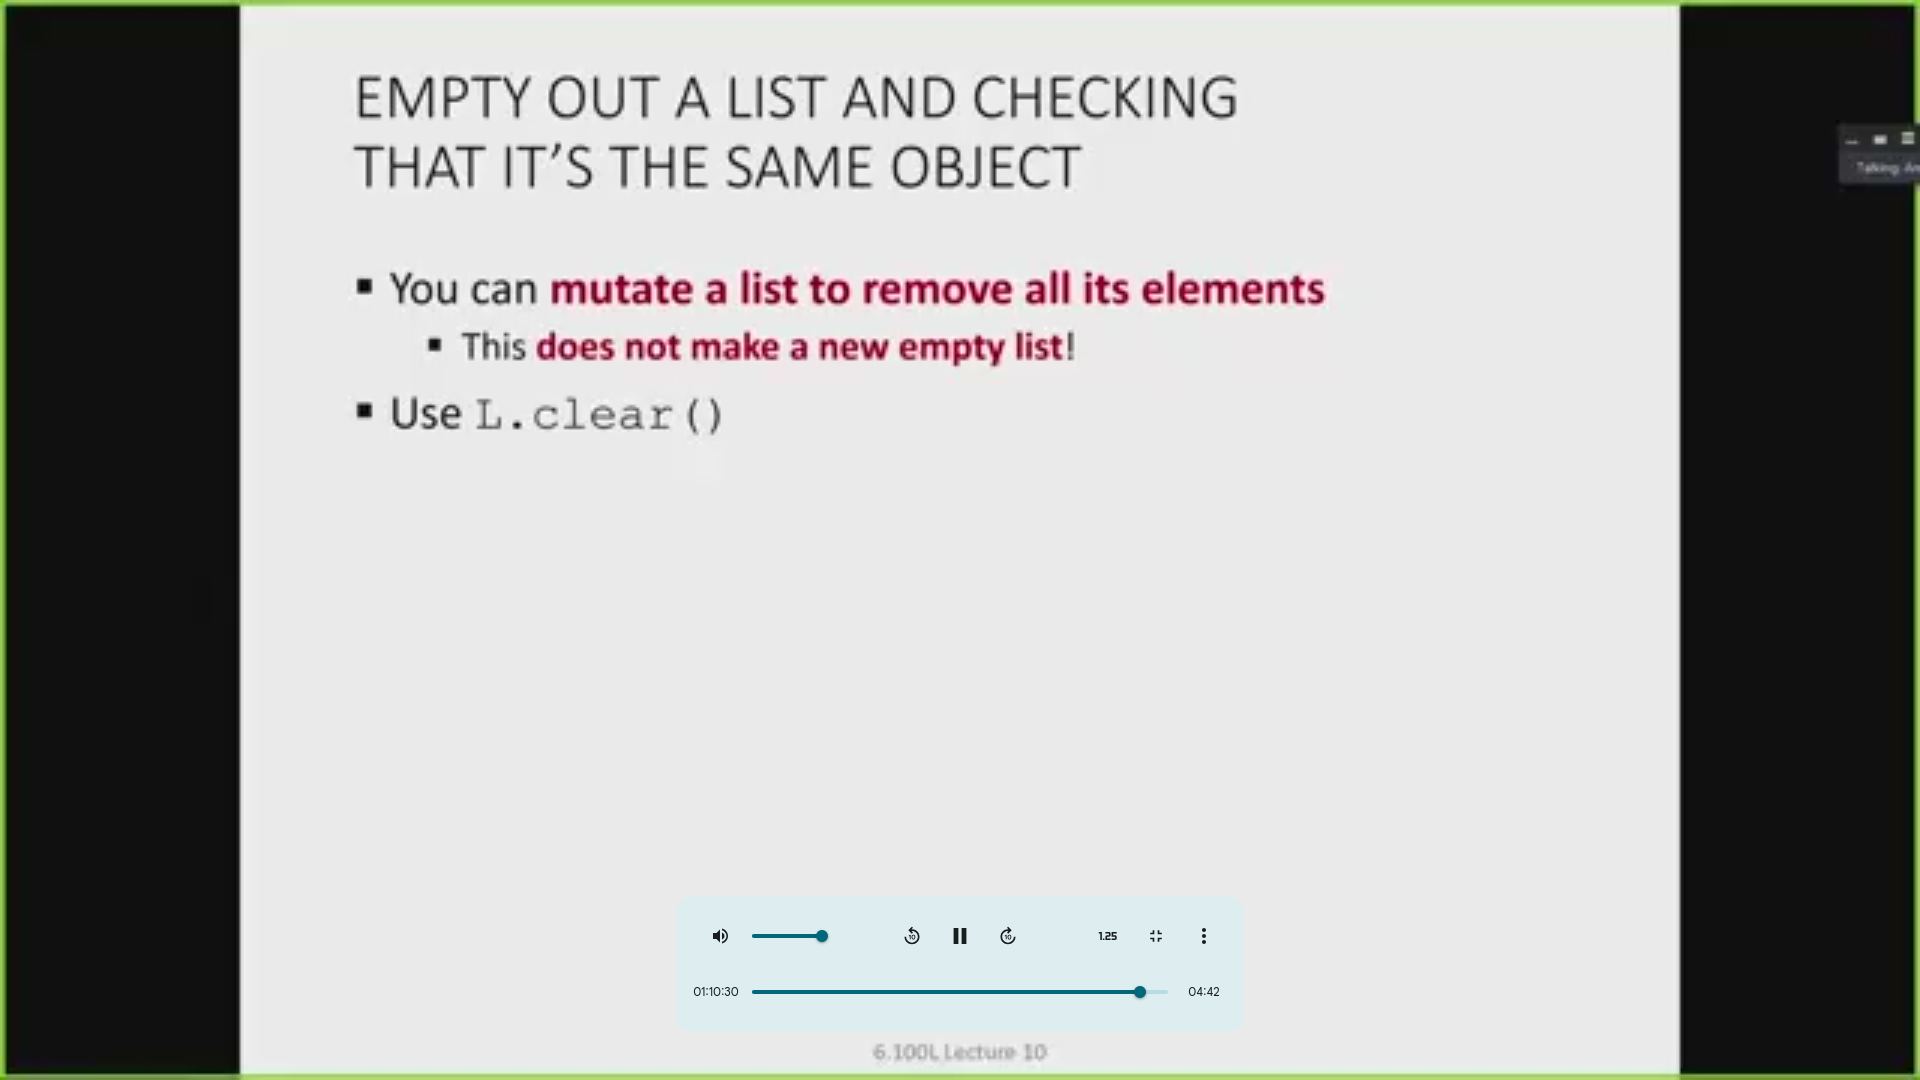 EMPTY OUT A LIST AND CHECKING
THAT IT’S THE SAME OBJECT
Talking:
▪ You can mutate a list to remove all its elements
▪ This does not make a new empty list!
▪ Use L.clear()
10
10
1.25
01:10:30
04:42
6.100L Lecture 10